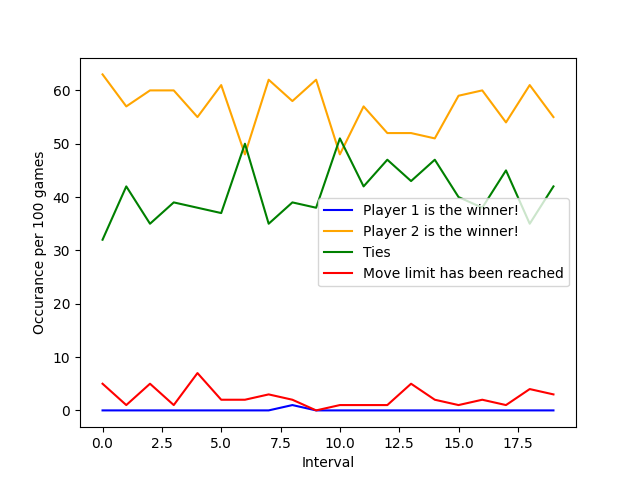 60
50
40
30
20
10
0
Occurance per 100 games
Player 1 is the winner!
Player 2 is the winner!
Ties
Move limit has been reached
0.0 2.5 5.0 7.5 10.0 12.5 15.0 17.5
Interval